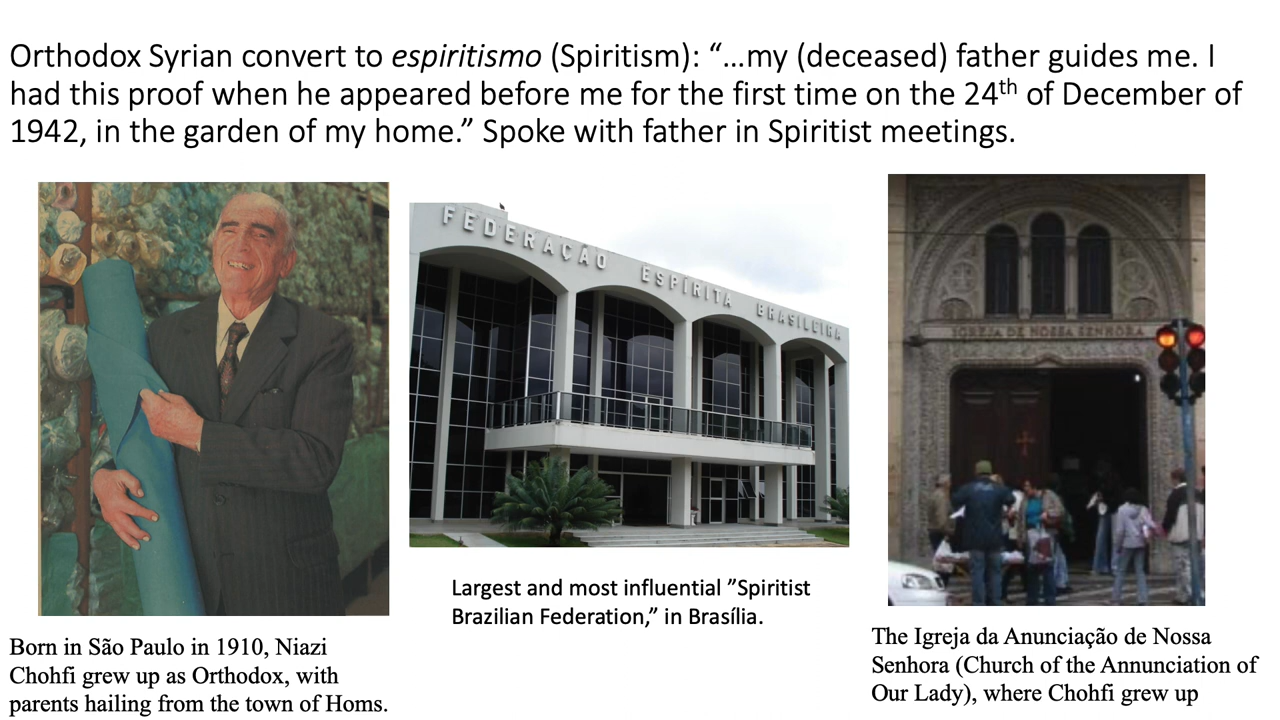 Orthodox Syrian convert to espiritismo (Spiritism): “…my (deceased) father guides me. I
had this proof when he appeared before me for the first time on the 24th of December of
1942, in the garden of my home.” Spoke with father in Spiritist meetings.
FEDERAÇÃO ESPÍRITA BRASILEIRA
IGREJA DE NOSSA SENHORA
Largest and most influential ”Spiritist
Brazilian Federation,” in Brasília.
Born in São Paulo in 1910, Niazi
Chohfi grew up as Orthodox, with
parents hailing from the town of Homs.
The Igreja da Anunciação de Nossa
Senhora (Church of the Annunciation of
Our Lady), where Chohfi grew up